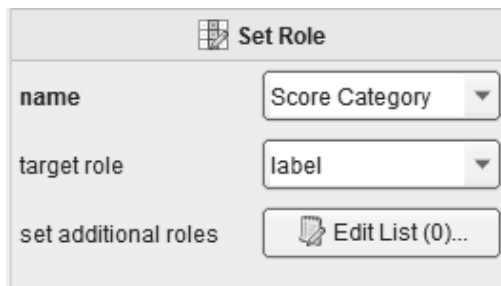 Set Role
name Score Category
target role label
set additional roles Edit List (0)...